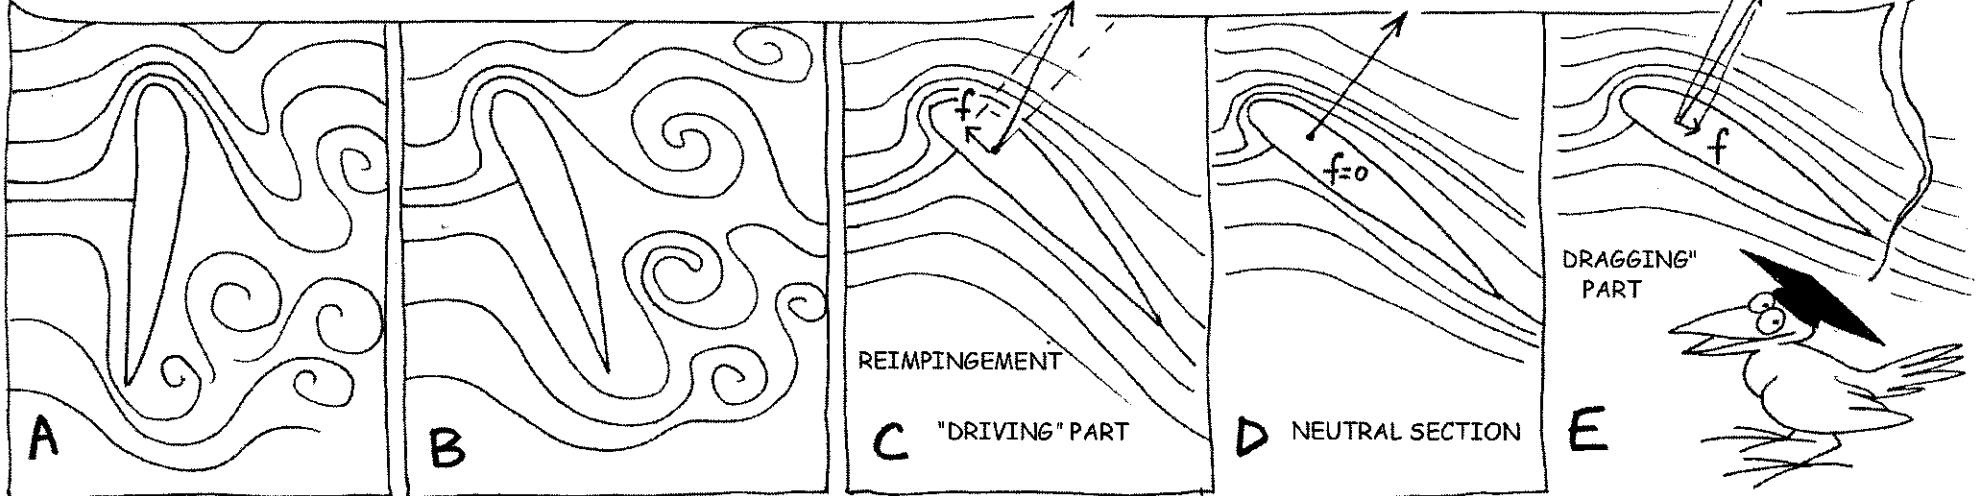 A
B
f
REIMPINGEMENT
C "DRIVING" PART
f=0
D NEUTRAL SECTION
f
DRAGGING"
PART
E